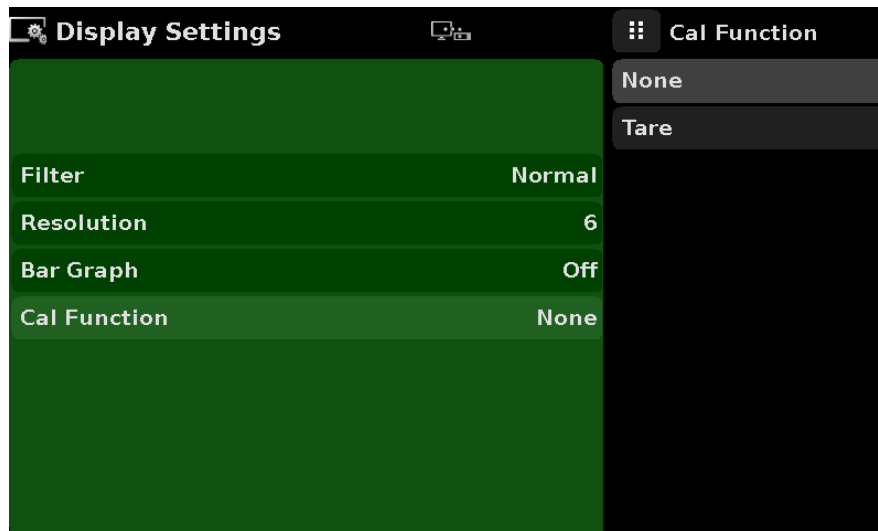 Display Settings
Filter Normal
Resolution 6
Bar Graph Off
Cal Function None
Cal Function
None
Tare